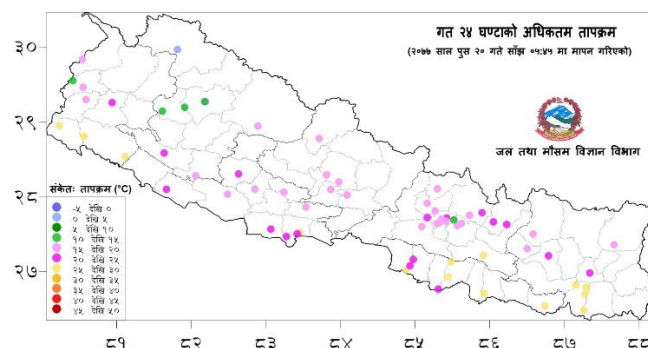 गत २४ घण्टाको अधिकतम तापक्रम
(२०७७ साल पुस २० गते साँझ ०५:४५ मा मापन गरिएको)
जल तथा मौसम विज्ञान विभाग
संकेतः तापक्रम (°C)
-५ देखि ०
० देखि ५
५ देखि १०
१० देखि १५
१५ देखि २०
२० देखि २५
२५ देखि ३०
३० देखि ३५
३५ देखि ४०
४० देखि ४५
४५ देखि ५०
३०
२९
२८
२७
८१ ८२ ८३ ८४ ८५ ८६ ८७ ८८